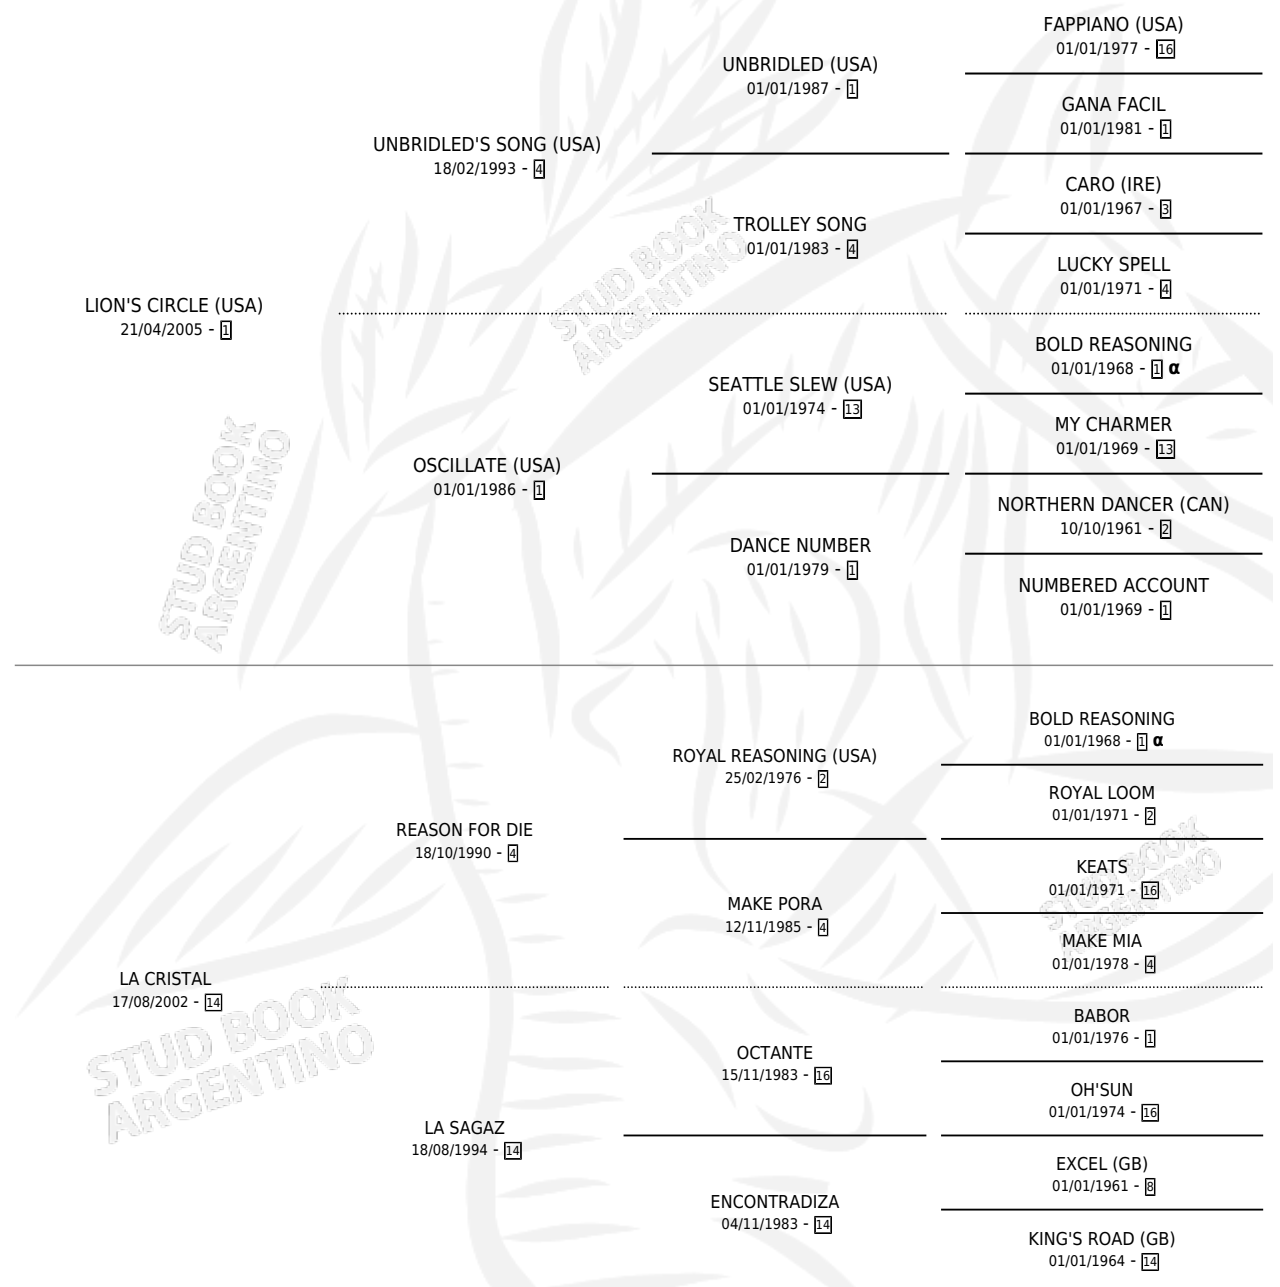 FAPPIANO (USA)
01/01/1977 - 16
UNBRIDLED (USA)
01/01/1987 - 1
GANA FACIL
01/01/1981 - 1
UNBRIDLED'S SONG (USA)
18/02/1993 - 4
CARO (IRE)
01/01/1967 - 3
TROLLEY SONG
01/01/1983 - 4
LUCKY SPELL
01/01/1971 - 4
LION'S CIRCLE (USA)
21/04/2005 - 1
STUD BOOK
ARGENTINO
BOLD REASONING
01/01/1968 - 1 α
SEATTLE SLEW (USA)
01/01/1974 - 13
MY CHARMER
01/01/1969 - 13
OSCILLATE (USA)
01/01/1986 - 1
NORTHERN DANCER (CAN)
10/10/1961 - 2
DANCE NUMBER
01/01/1979 - 1
NUMBERED ACCOUNT
01/01/1969 - 1
STUD BOOK
ARGENTINO
BOLD REASONING
01/01/1968 - 1 α
ROYAL REASONING (USA)
25/02/1976 - 2
ROYAL LOOM
01/01/1971 - 2
REASON FOR DIE
18/10/1990 - 4
KEATS
01/01/1971 - 16
STUD BOOK
ARGENTINO
MAKE PORA
12/11/1985 - 4
MAKE MIA
01/01/1978 - 4
LA CRISTAL
17/08/2002 - 14
STUD BOOK
ARGENTINO
BABOR
01/01/1976 - 1
OCTANTE
15/11/1983 - 16
OH'SUN
01/01/1974 - 16
LA SAGAZ
18/08/1994 - 14
EXCEL (GB)
01/01/1961 - 8
ENCONTRADIZA
04/11/1983 - 14
KING'S ROAD (GB)
01/01/1964 - 14